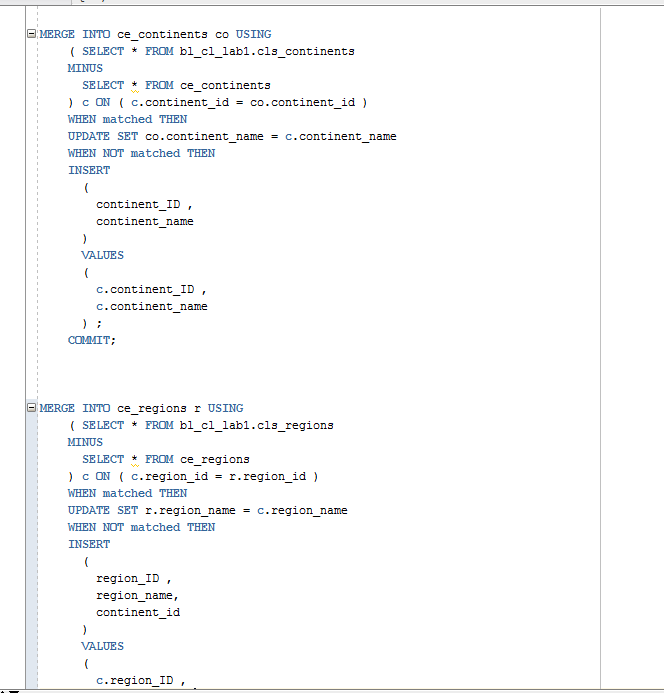 MERGE INTO ce_continents co USING
( SELECT * FROM bl_cl_lab1.cls_continents
MINUS
SELECT * FROM ce_continents
) c ON ( c.continent_id = co.continent_id )
WHEN matched THEN
UPDATE SET co.continent_name = c.continent_name
WHEN NOT matched THEN
INSERT
(
continent_ID ,
continent_name
)
VALUES
(
c.continent_ID ,
c.continent_name
) ;
COMMIT;
MERGE INTO ce_regions r USING
( SELECT * FROM bl_cl_lab1.cls_regions
MINUS
SELECT * FROM ce_regions
) c ON ( c.region_id = r.region_id )
WHEN matched THEN
UPDATE SET r.region_name = c.region_name
WHEN NOT matched THEN
INSERT
(
region_ID ,
region_name,
continent_id
)
VALUES
(
c.region_ID ,